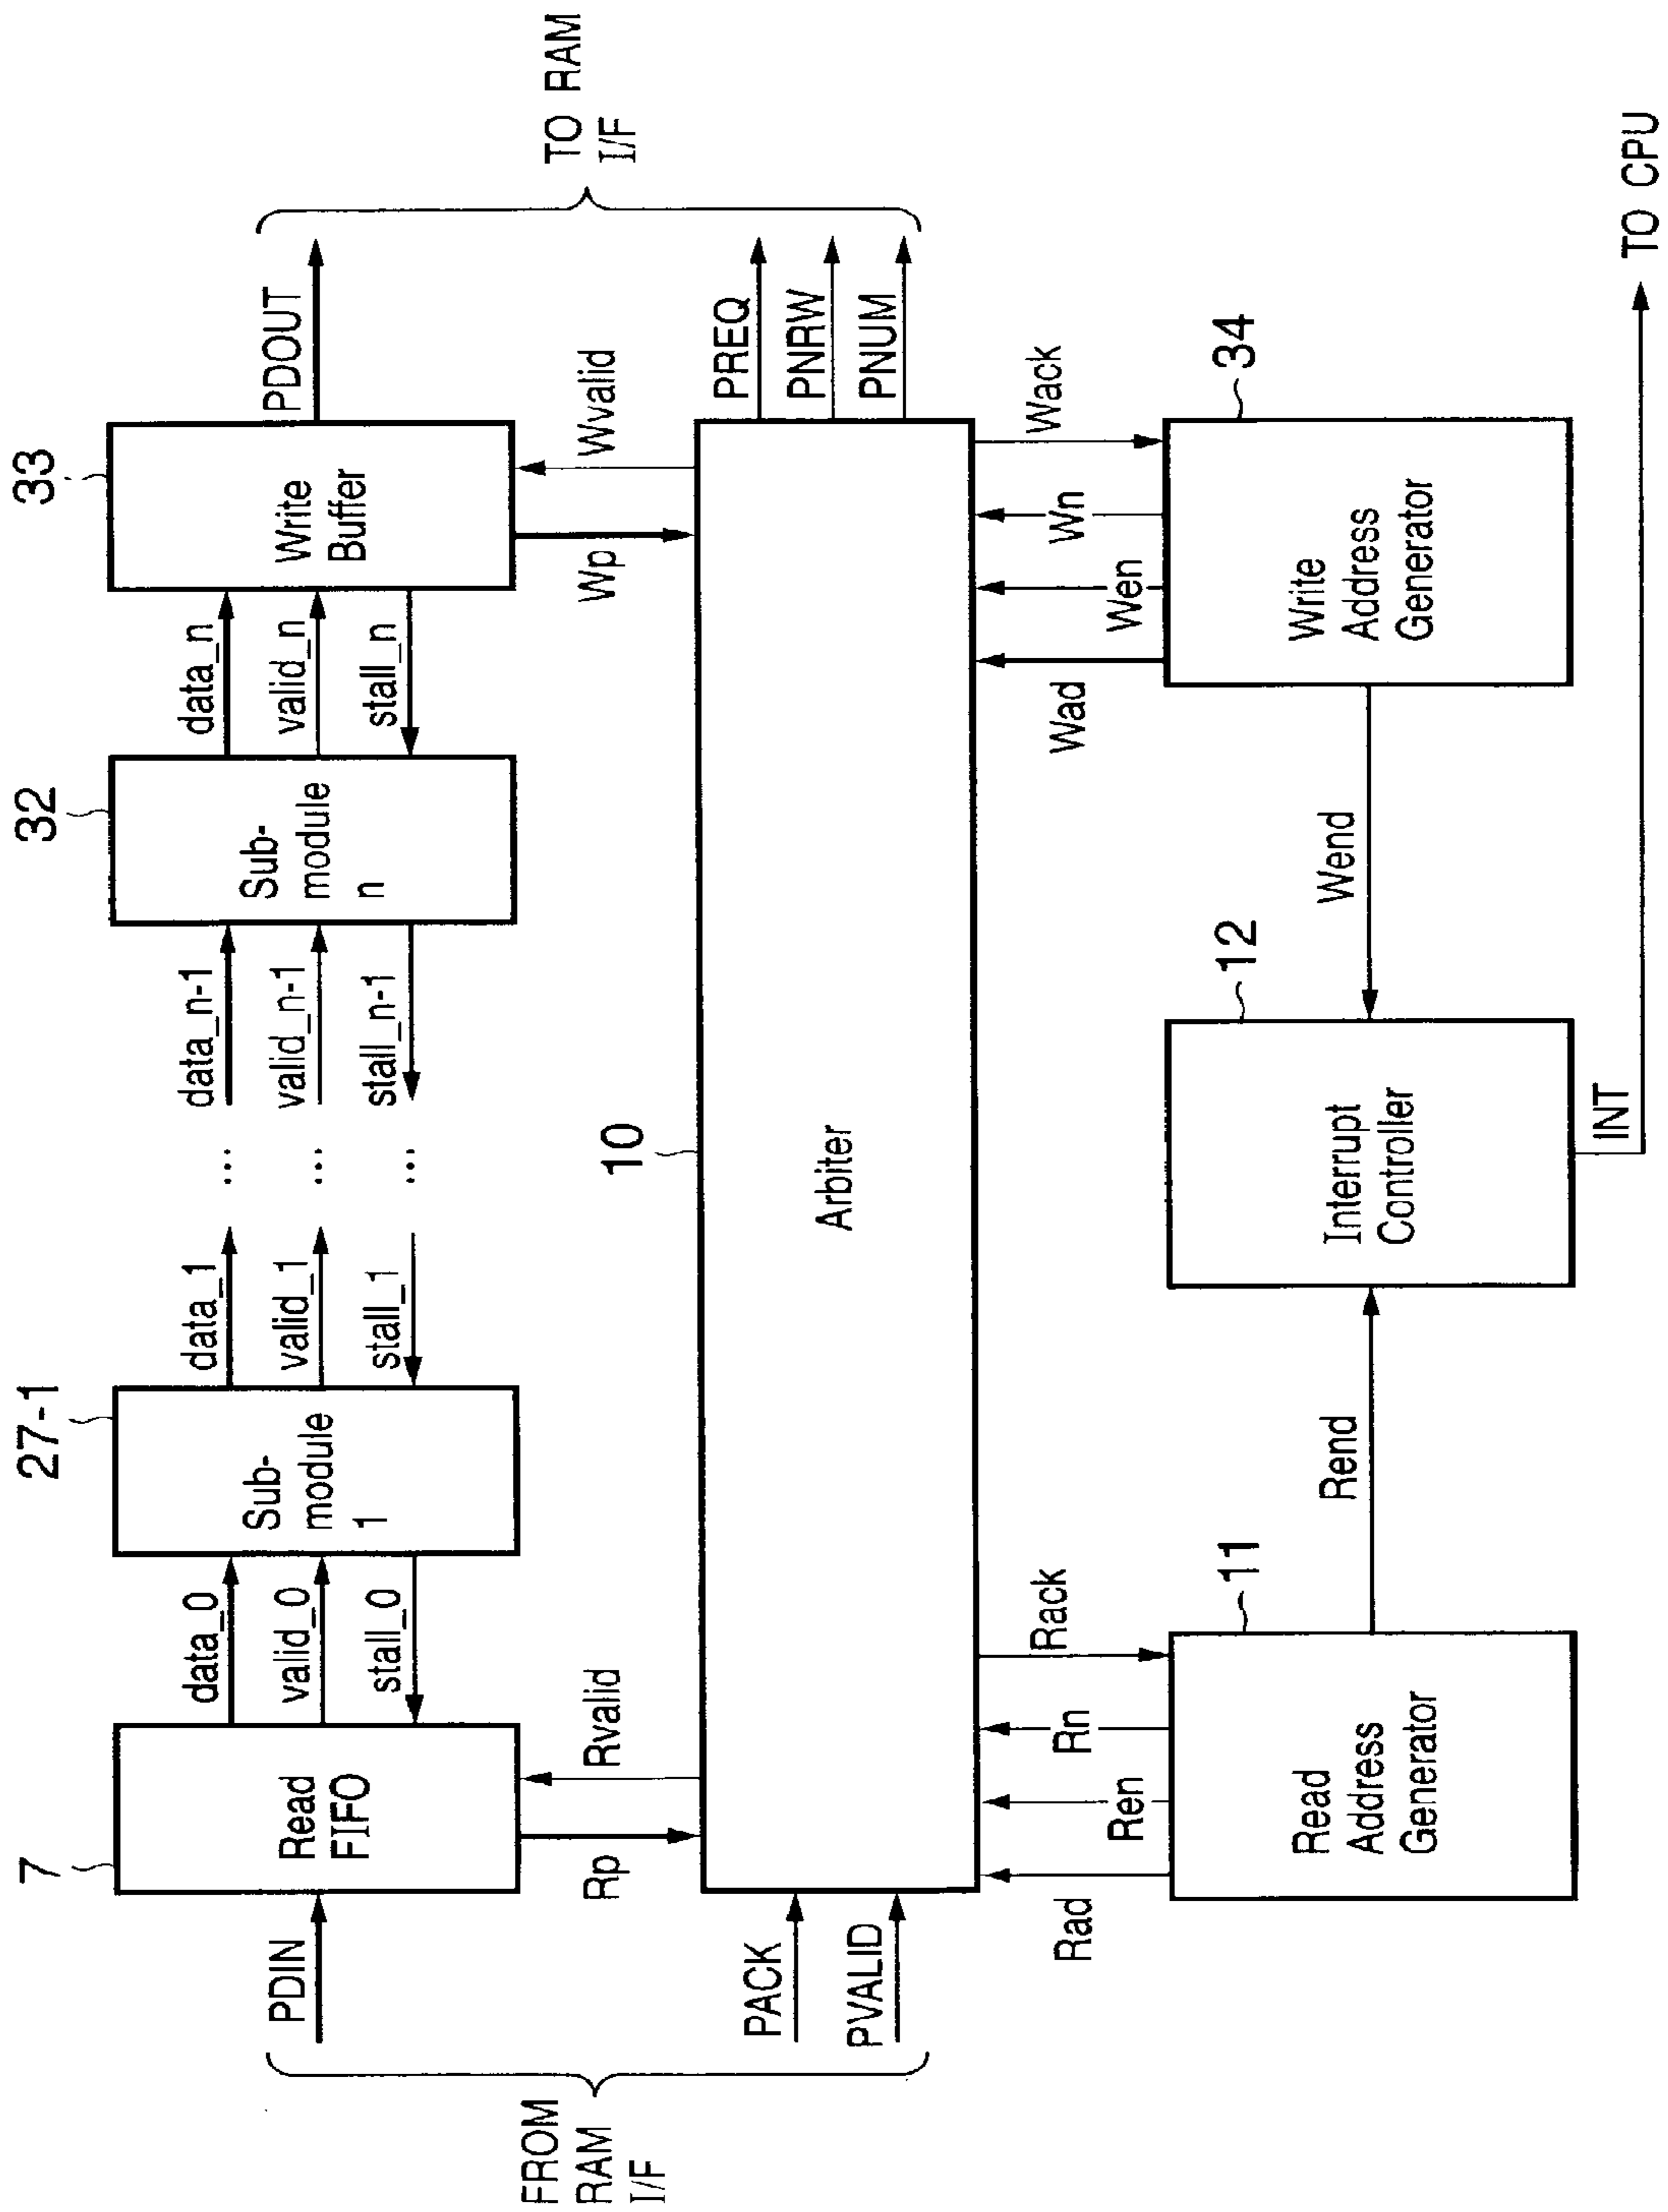 7
27-1
32
33
Read
FIFO
Sub-
module
1
Sub-
module
n
Write
Buffer
PDIN
data_0
valid_0
stall_0
data_1
valid_1
stall_1
...
...
...
data_n-1
valid_n-1
stall_n-1
data_n
valid_n
stall_n
PDOUT
Rp
Rvalid
Wp
Wvalid
FROM
RAM
I/F
TO RAM
I/F
PACK
PVALID
10
Arbiter
PREQ
PNRW
PNUM
Rad
Ren
Rn
Rack
Wad
Wen
Wn
Wack
11
Read
Address
Generator
Rend
12
Interrupt
Controller
Wend
34
Write
Address
Generator
INT
TO CPU